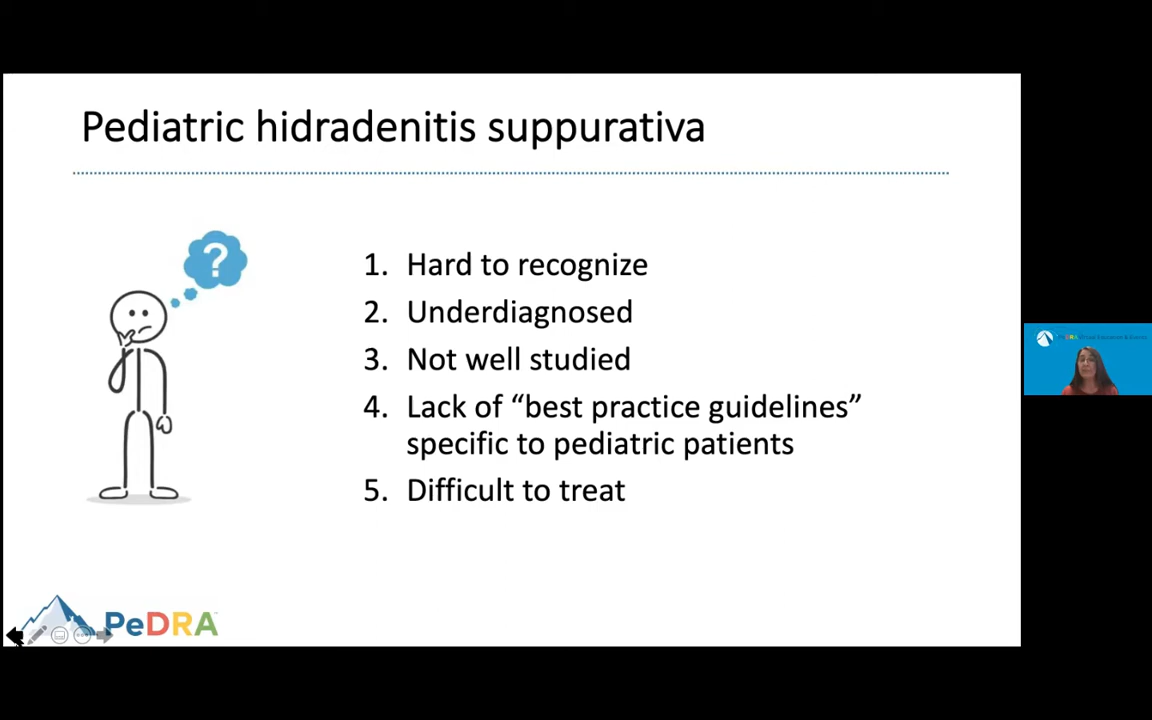 Pediatric hidradenitis suppurativa
?
1. Hard to recognize
2. Underdiagnosed
3. Not well studied
4. Lack of “best practice guidelines”
specific to pediatric patients
5. Difficult to treat
PeDRA